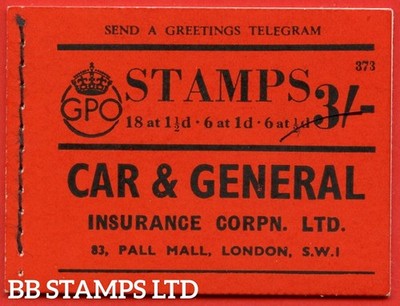 SEND A GREETINGS TELEGRAM
373
GPO
STAMPS 3/-
18 at 1½d · 6 at 1d · 6 at ½d
CAR & GENERAL
INSURANCE CORPN. LTD.
83, PALL MALL, LONDON, S.W.1
BB STAMPS LTD